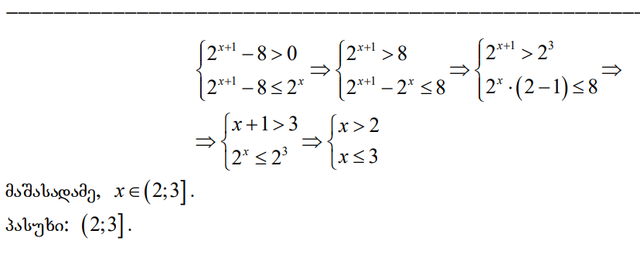 {2^{x+1} − 8 > 0 ⇒ {2^{x+1} > 8 ⇒ {2^{x+1} > 2^3 ⇒
{2^{x+1} − 8 ≤ 2^x {2^{x+1} − 2^x ≤ 8 {2^x · (2 − 1) ≤ 8
⇒ {x + 1 > 3 ⇒ {x > 2
{2^x ≤ 2^3 {x ≤ 3
მაშასადამე, x ∈ (2;3].
პასუხი: (2;3].